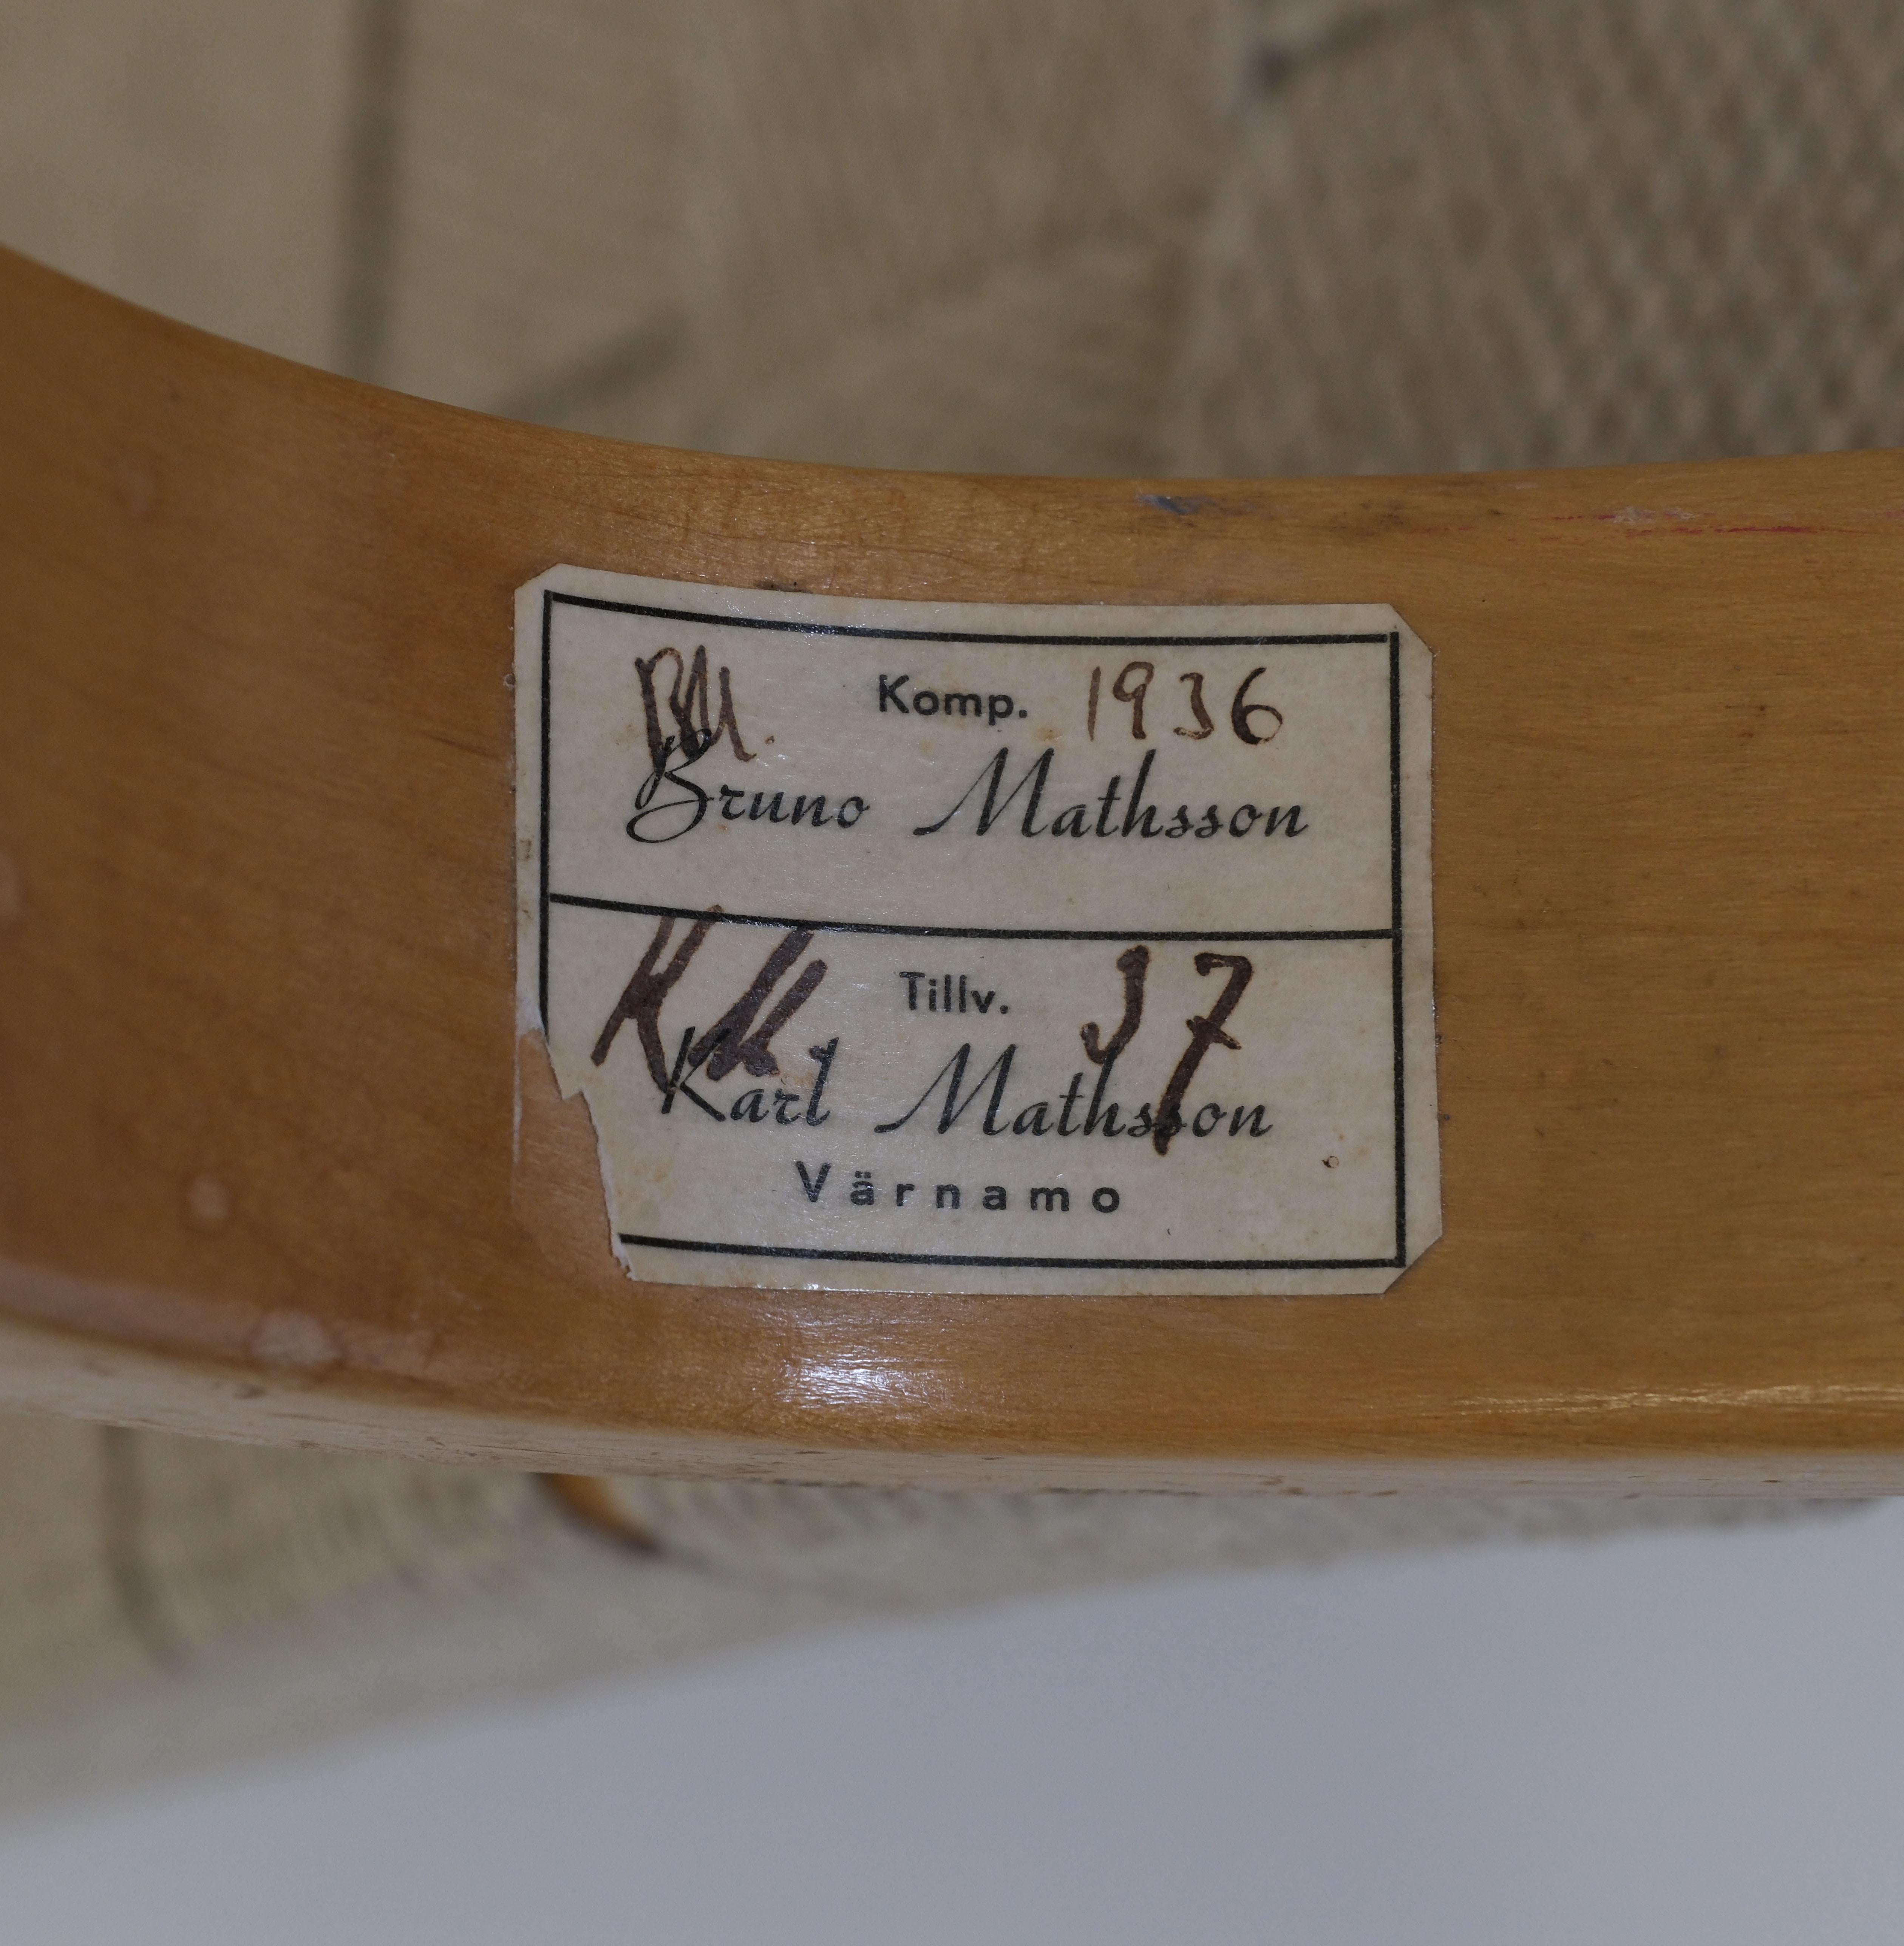 BM. Komp. 1936
Bruno Mathsson
KM Tillv. 37
Karl Mathsson
Värnamo